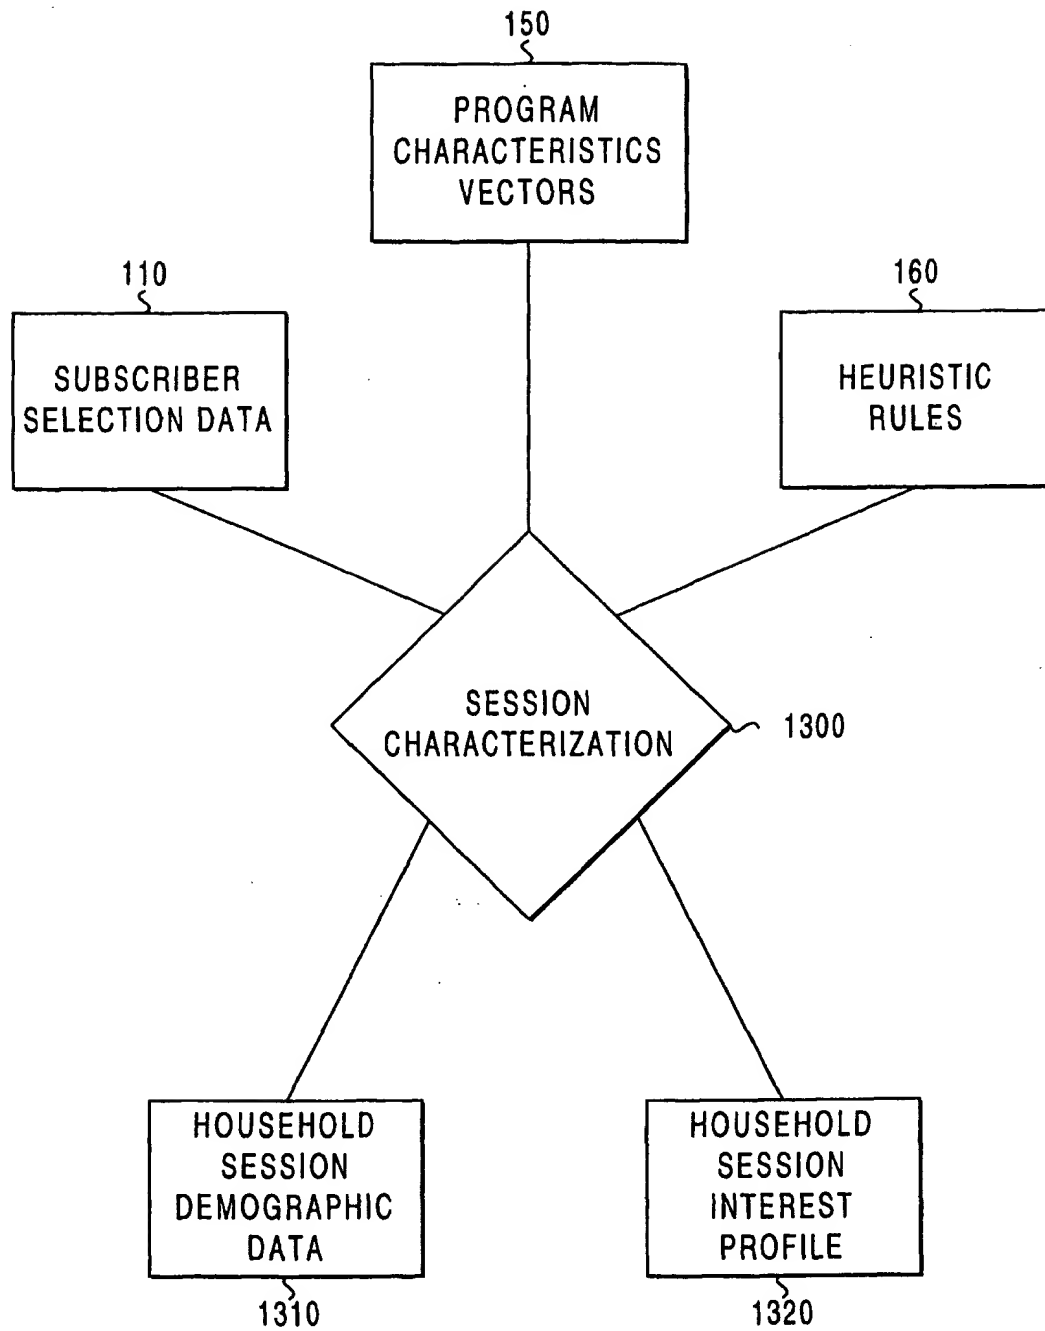 150
PROGRAM
CHARACTERISTICS
VECTORS
110
SUBSCRIBER
SELECTION DATA
160
HEURISTIC
RULES
SESSION
CHARACTERIZATION
1300
HOUSEHOLD
SESSION
DEMOGRAPHIC
DATA
1310
HOUSEHOLD
SESSION
INTEREST
PROFILE
1320